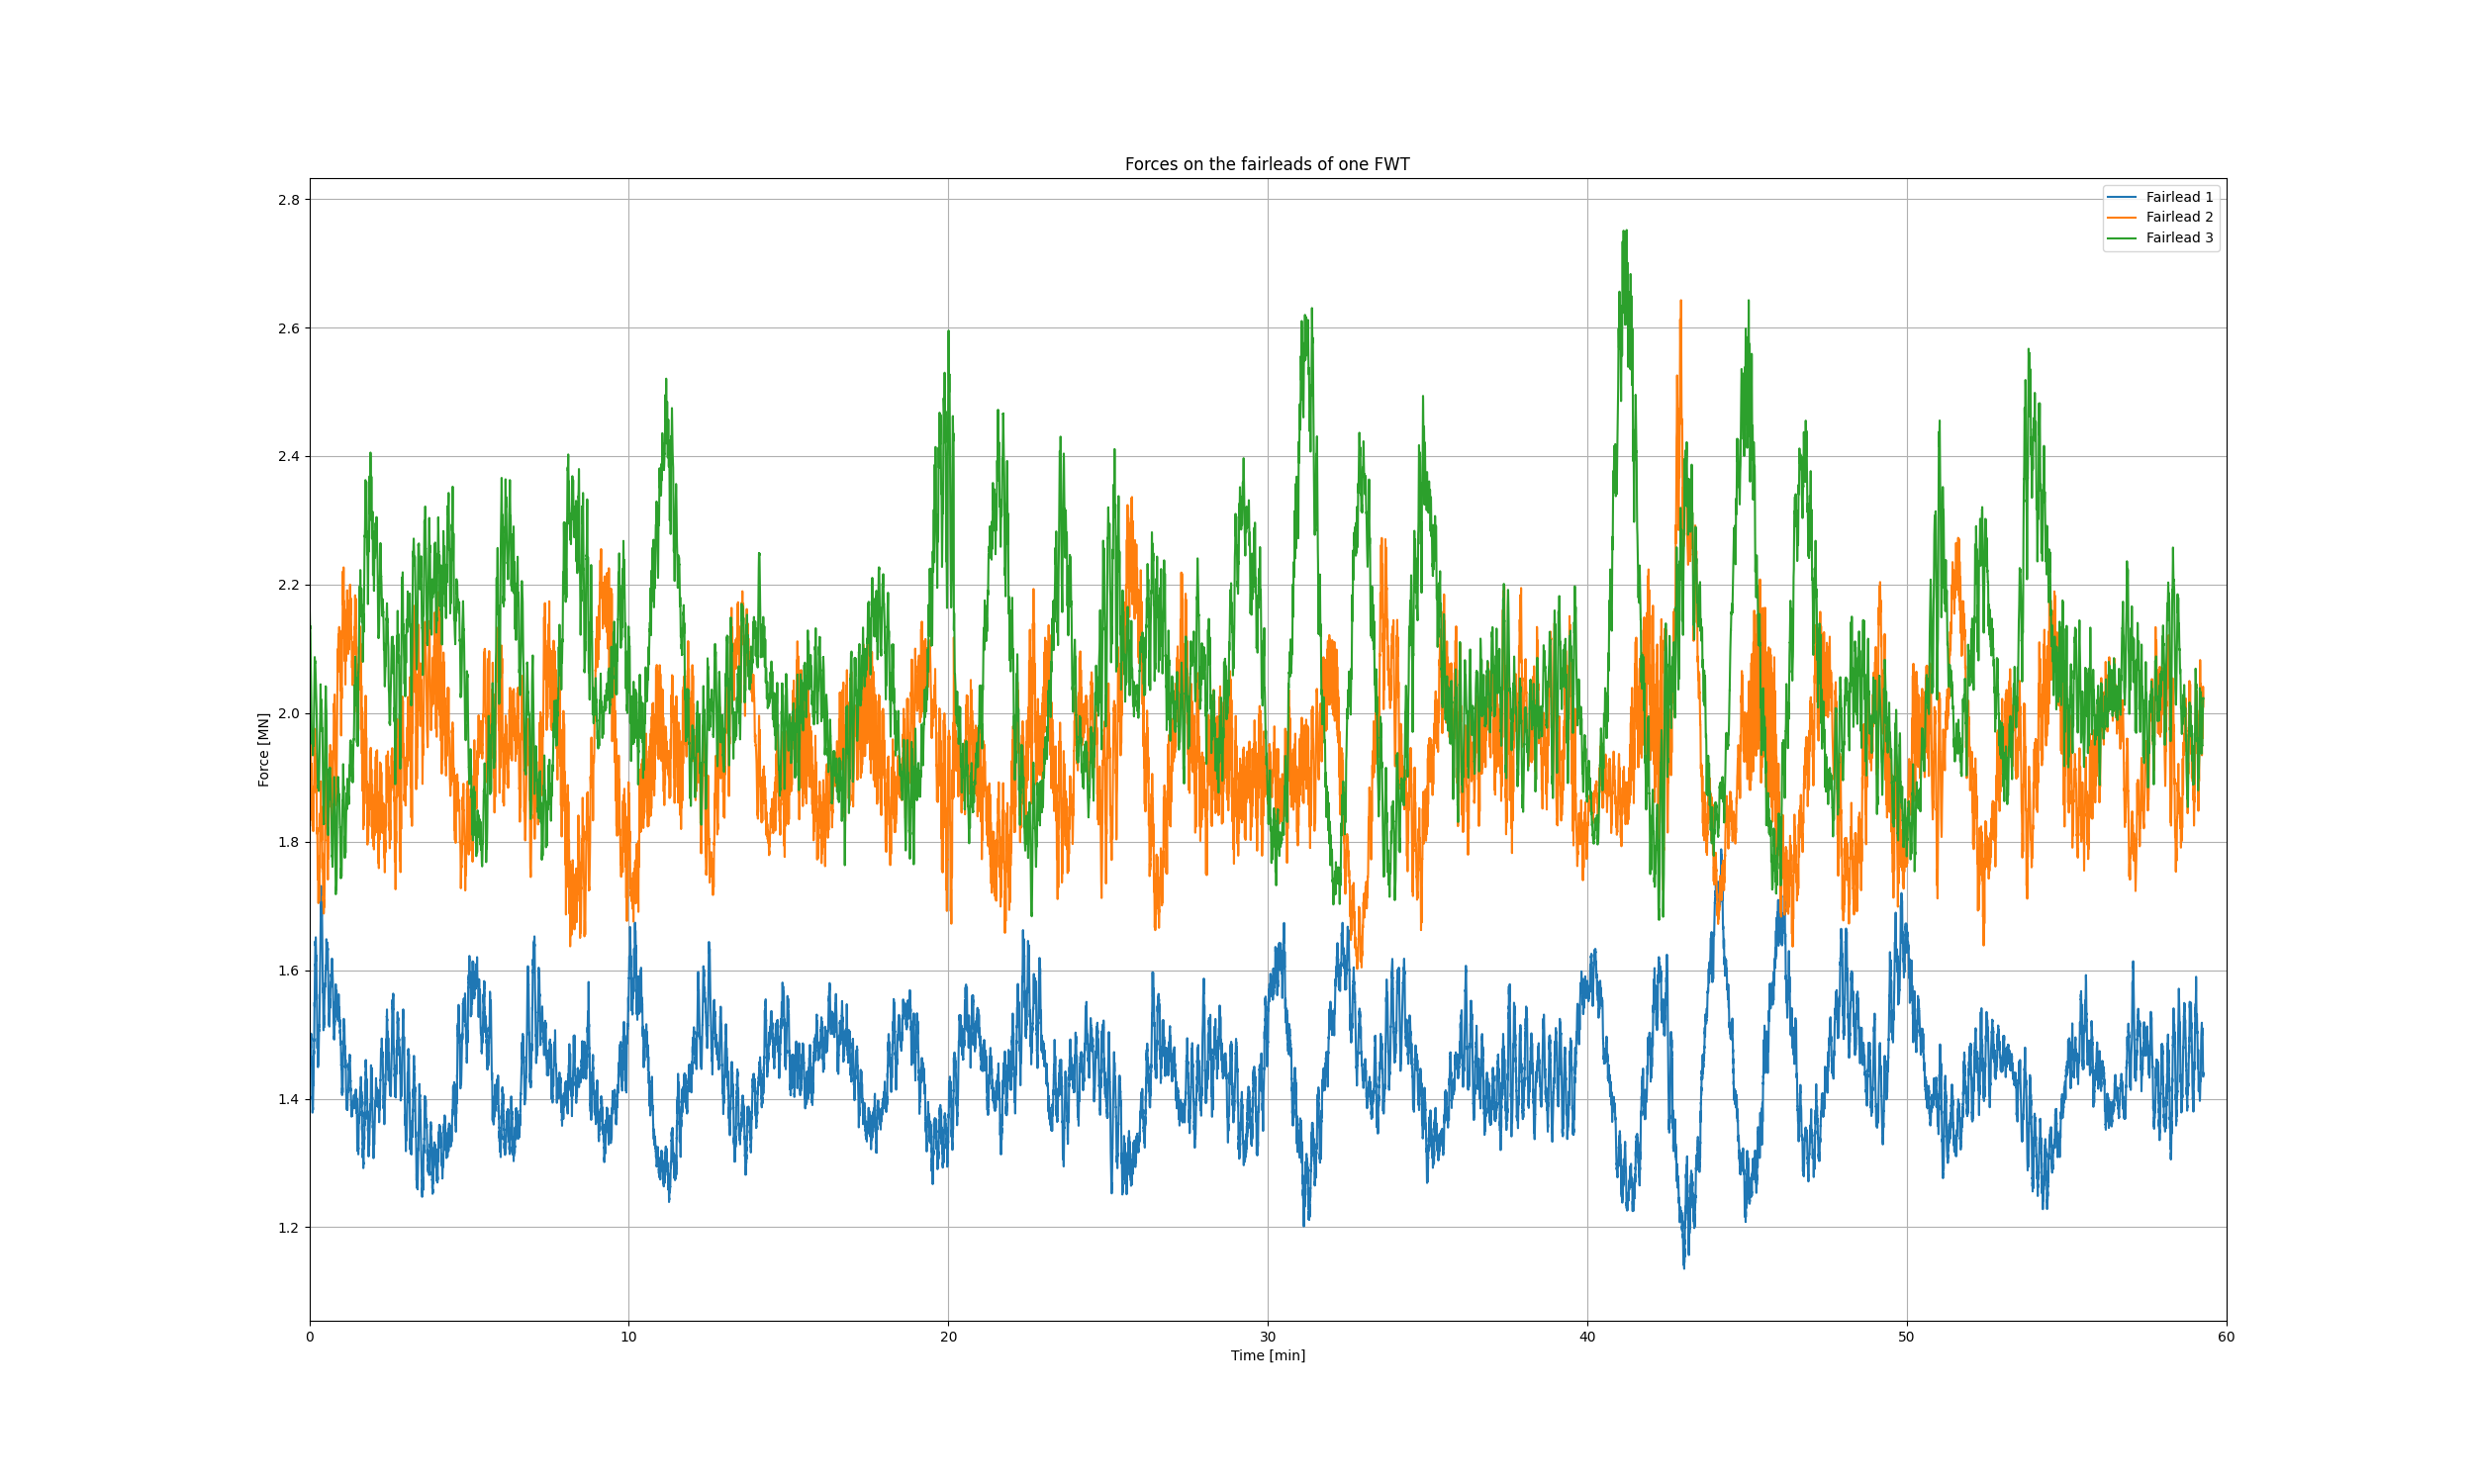 Forces on the fairleads of one FWT
Fairlead 1
Fairlead 2
Fairlead 3
Force [MN]
2.8
2.6
2.4
2.2
2.0
1.8
1.6
1.4
1.2
0 10 20 30 40 50 60
Time [min]